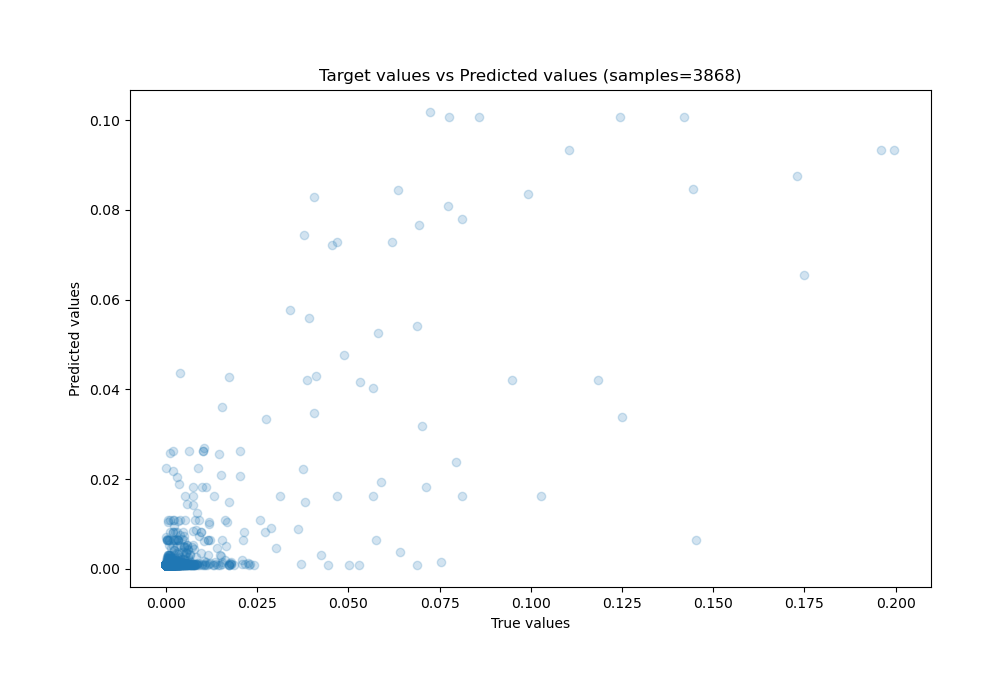 Target values vs Predicted values (samples=3868)
Predicted values
0.10
0.08
0.06
0.04
0.02
0.00
0.000 0.025 0.050 0.075 0.100 0.125 0.150 0.175 0.200
True values